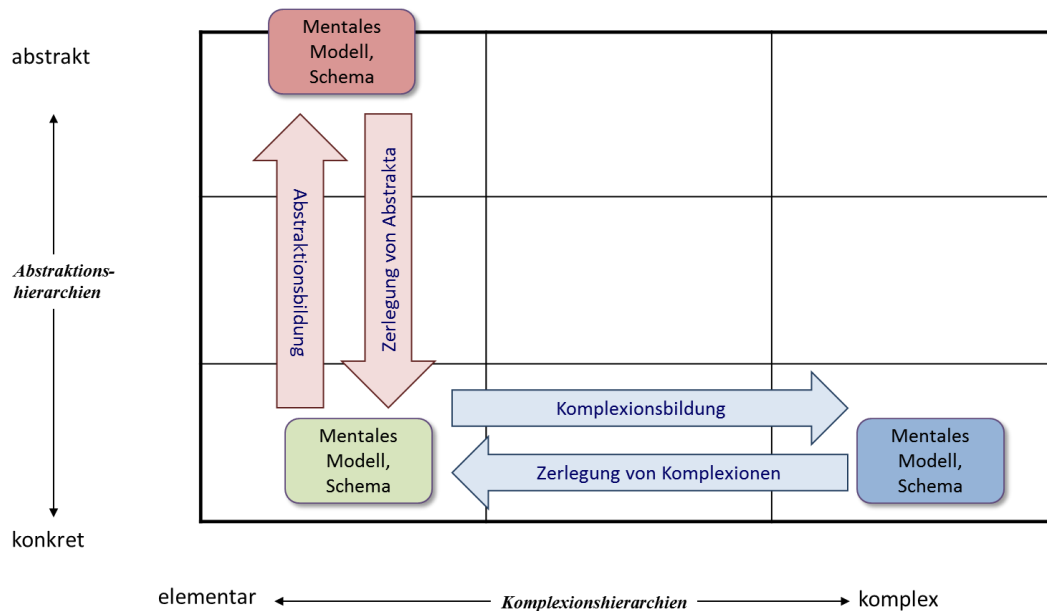 Mentales
Modell,
Schema
abstrakt
Abstraktionsbildung
Zerlegung von Abstrakta
Abstraktions-
hierarchien
Komplexionsbildung
Mentales
Modell,
Schema
Zerlegung von Komplexionen
Mentales
Modell,
Schema
konkret
elementar
Komplexionshierarchien
komplex